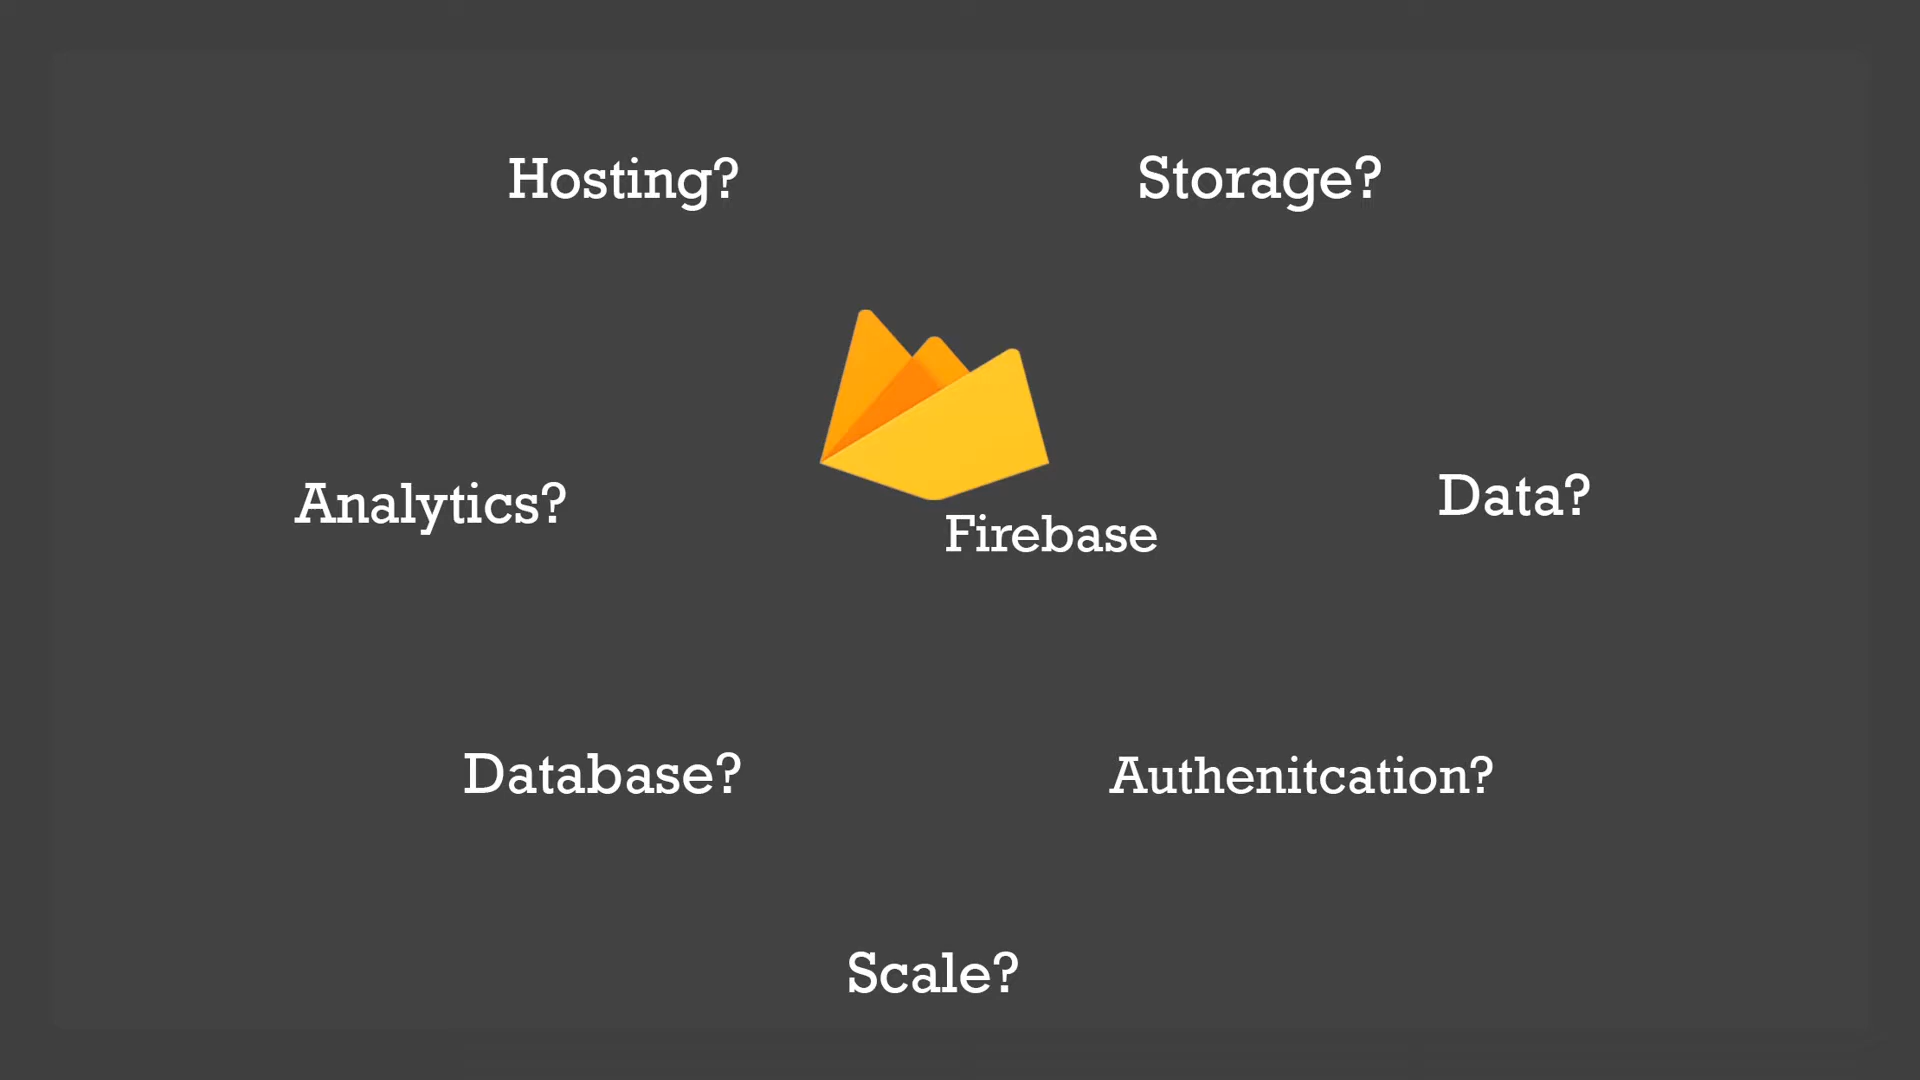 Hosting?
Storage?
Analytics?
Data?
Firebase
Database?
Authenitcation?
Scale?